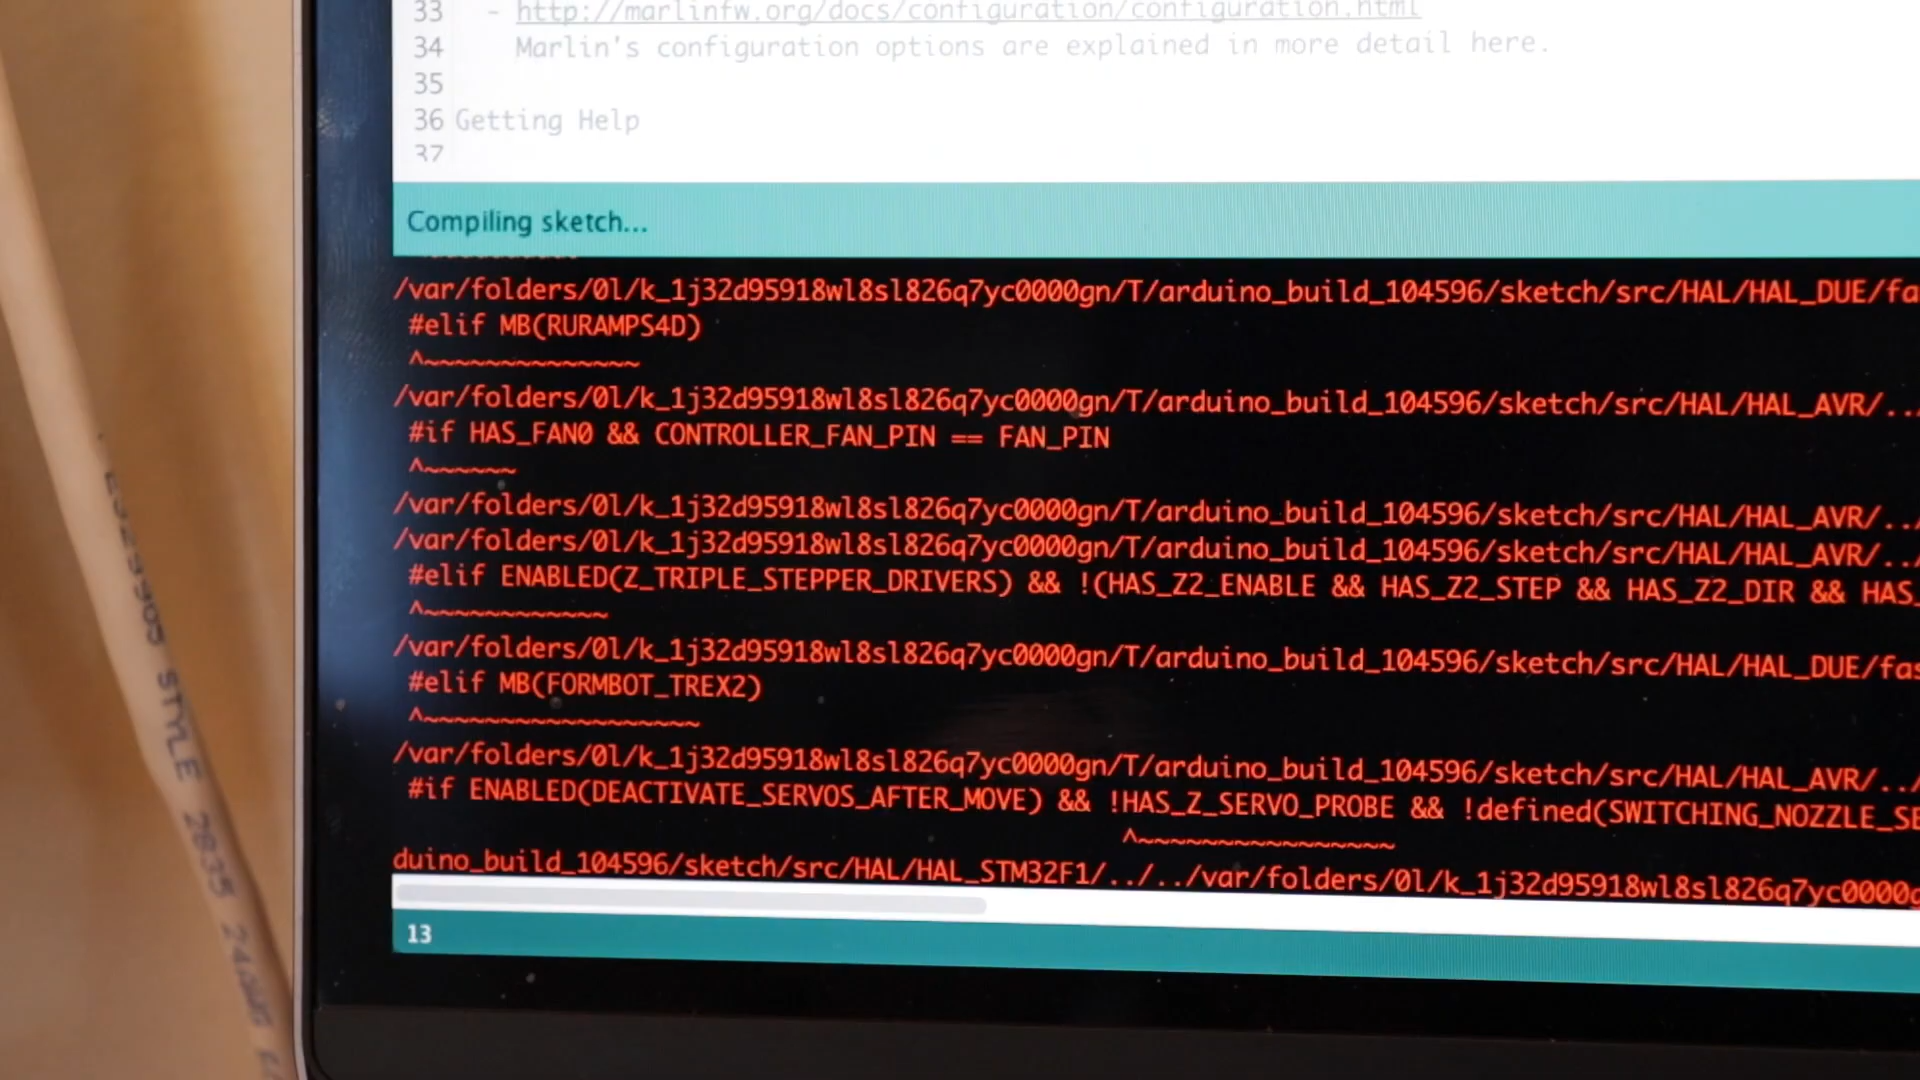 33 - http://marlinfw.org/docs/configuration/configuration.html
34 Marlin's configuration options are explained in more detail here.
35
36 Getting Help
37
Compiling sketch...
/var/folders/0l/k_1j32d95918wl8sl826q7yc0000gn/T/arduino_build_104596/sketch/src/HAL/HAL_DUE/fa
#elif MB(RURAMPS4D)
^~~~~~~~~~~~~~~
/var/folders/0l/k_1j32d95918wl8sl826q7yc0000gn/T/arduino_build_104596/sketch/src/HAL/HAL_AVR/..
#if HAS_FAN0 && CONTROLLER_FAN_PIN == FAN_PIN
^~~~~~~
/var/folders/0l/k_1j32d95918wl8sl826q7yc0000gn/T/arduino_build_104596/sketch/src/HAL/HAL_AVR/../
/var/folders/0l/k_1j32d95918wl8sl826q7yc0000gn/T/arduino_build_104596/sketch/src/HAL/HAL_AVR/../
#elif ENABLED(Z_TRIPLE_STEPPER_DRIVERS) && !(HAS_Z2_ENABLE && HAS_Z2_STEP && HAS_Z2_DIR && HAS_
^~~~~~~~~~~~~
/var/folders/0l/k_1j32d95918wl8sl826q7yc0000gn/T/arduino_build_104596/sketch/src/HAL/HAL_DUE/fas
#elif MB(FORMBOT_TREX2)
^~~~~~~~~~~~~~~~~~~
/var/folders/0l/k_1j32d95918wl8sl826q7yc0000gn/T/arduino_build_104596/sketch/src/HAL/HAL_AVR/../
#if ENABLED(DEACTIVATE_SERVOS_AFTER_MOVE) && !HAS_Z_SERVO_PROBE && !defined(SWITCHING_NOZZLE_SE
^~~~~~~~~~~~~~~~~~
duino_build_104596/sketch/src/HAL/HAL_STM32F1/../../var/folders/0l/k_1j32d95918wl8sl826q7yc0000g
13
STYLE 2835 24AWG